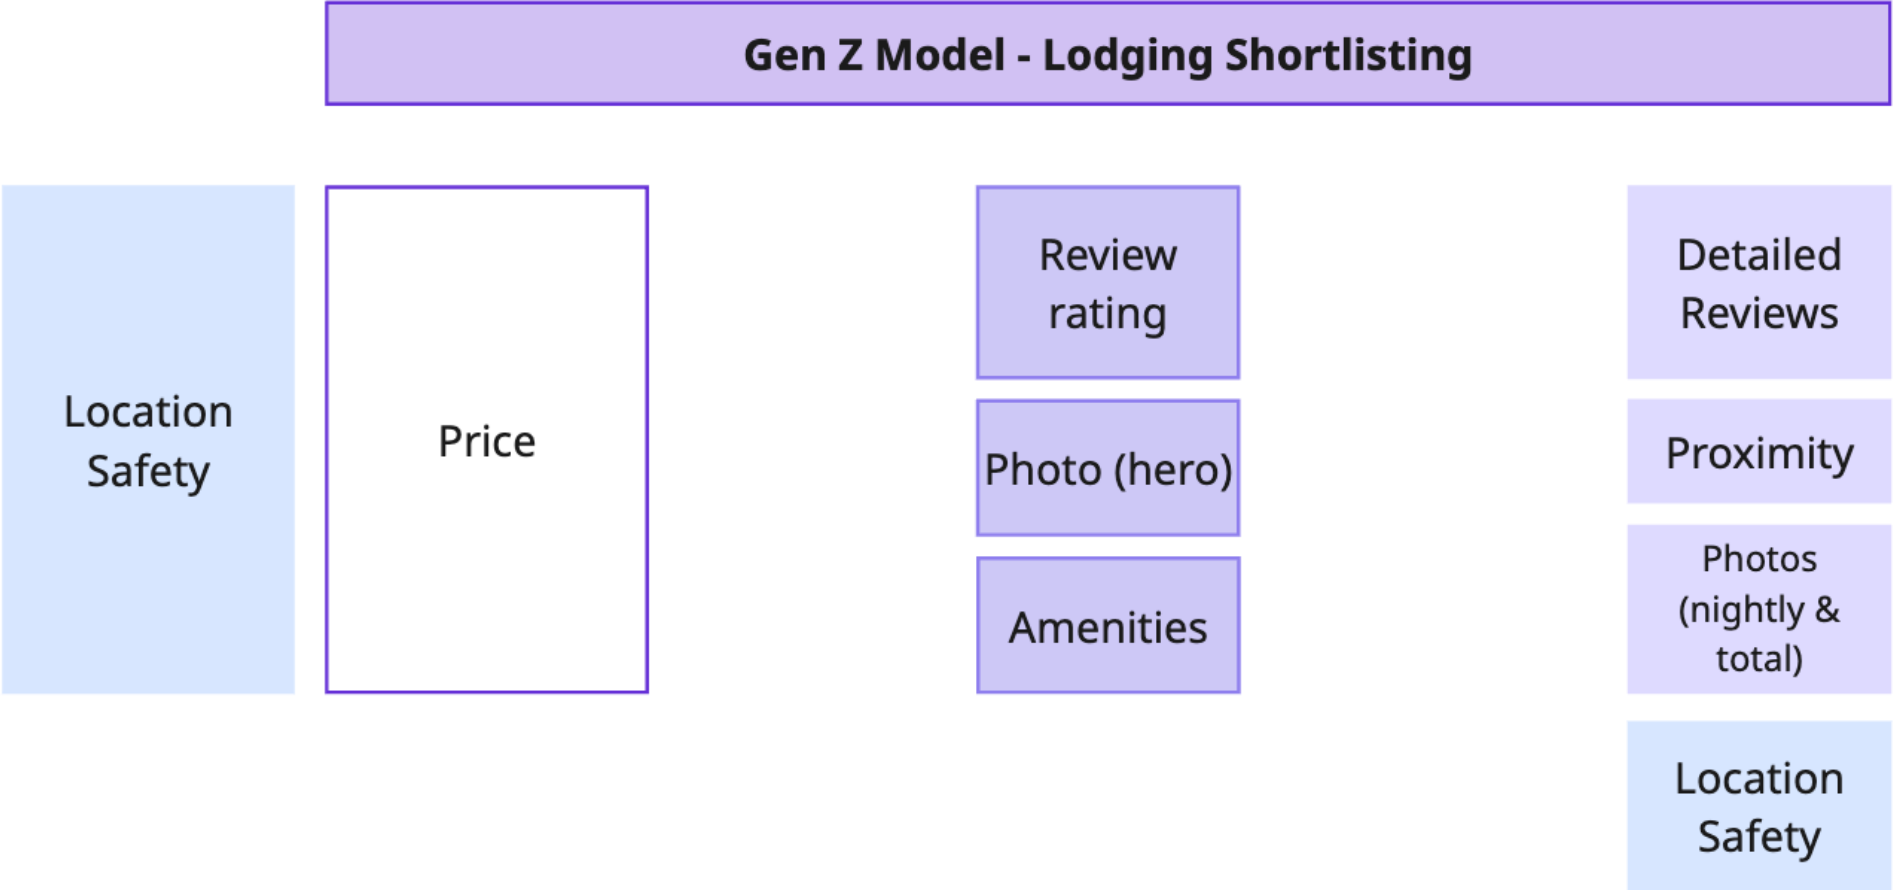 Gen Z Model - Lodging Shortlisting
Location
Safety
Price
Review
rating
Photo (hero)
Amenities
Detailed
Reviews
Proximity
Photos
(nightly &
total)
Location
Safety